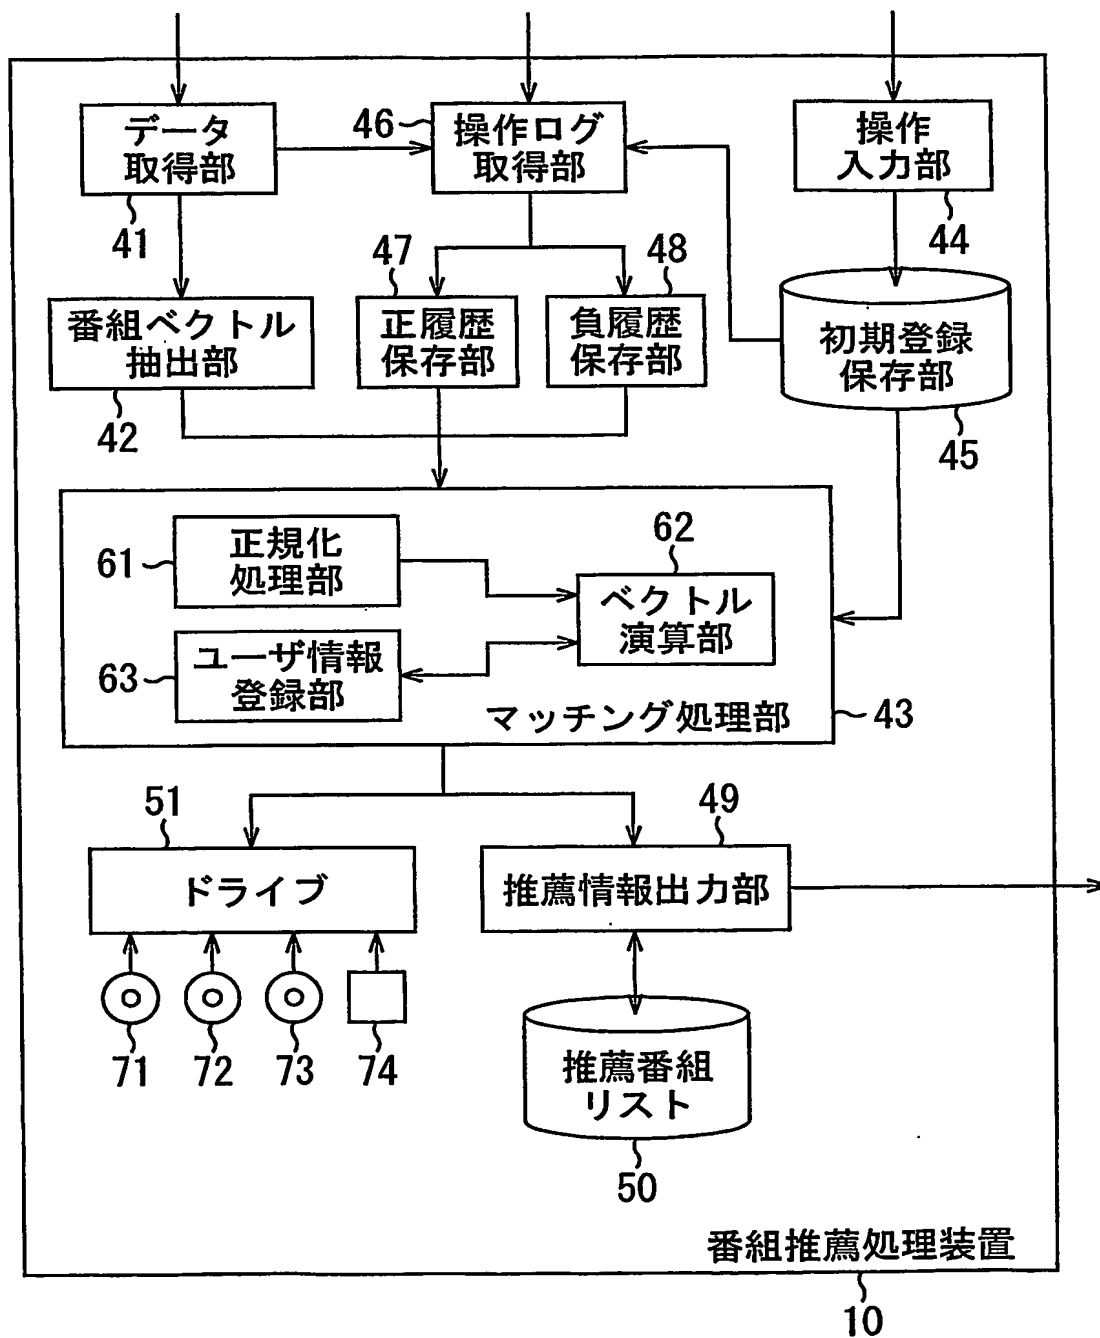 データ
取得部
41
46
操作ログ
取得部
操作
入力部
44
番組ベクトル
抽出部
42
47
正履歴
保存部
48
負履歴
保存部
初期登録
保存部
45
61
正規化
処理部
62
ベクトル
演算部
63
ユーザ情報
登録部
マッチング処理部
43
51
ドライブ
49
推薦情報出力部
71
72
73
74
推薦番組
リスト
50
番組推薦処理装置
10